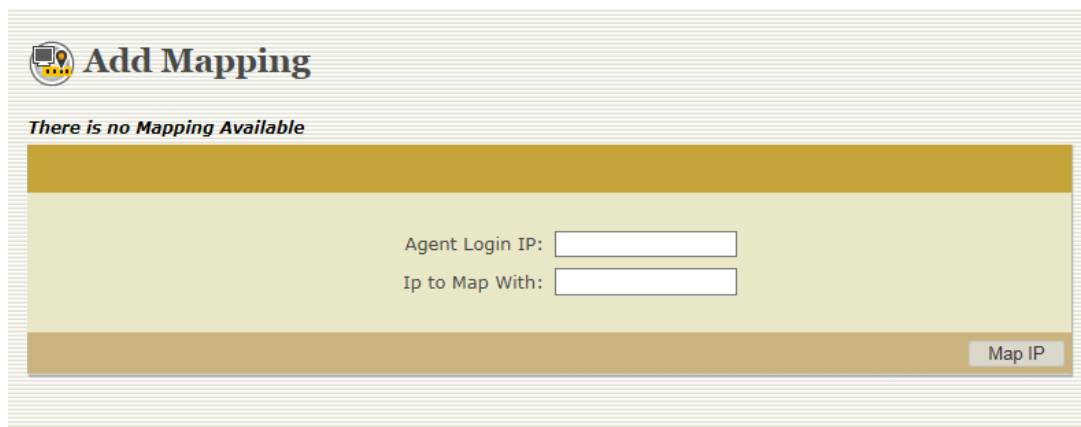 Add Mapping
There is no Mapping Available
Agent Login IP:
Ip to Map With:
Map IP